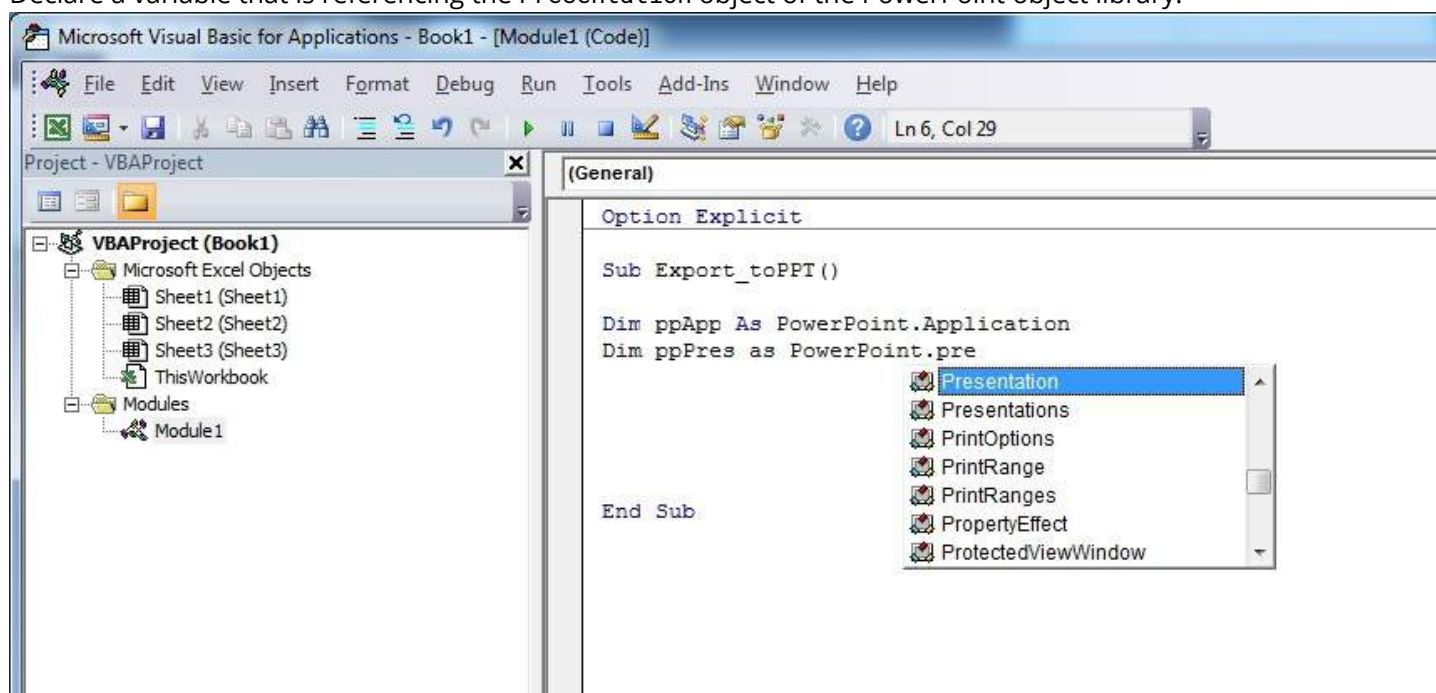 Declare a variable that is referencing the Presentation object of the PowerPoint object library.
Microsoft Visual Basic for Applications - Book1 - [Module1 (Code)]
File Edit View Insert Format Debug Run Tools Add-Ins Window Help
Ln 6, Col 29
Project - VBAProject
(General)
VBAProject (Book1)
Microsoft Excel Objects
Sheet1 (Sheet1)
Sheet2 (Sheet2)
Sheet3 (Sheet3)
ThisWorkbook
Modules
Module1
Option Explicit
Sub Export_toPPT()
Dim ppApp As PowerPoint.Application
Dim ppPres as PowerPoint.pre
Presentation
Presentations
PrintOptions
PrintRange
PrintRanges
PropertyEffect
ProtectedViewWindow
End Sub